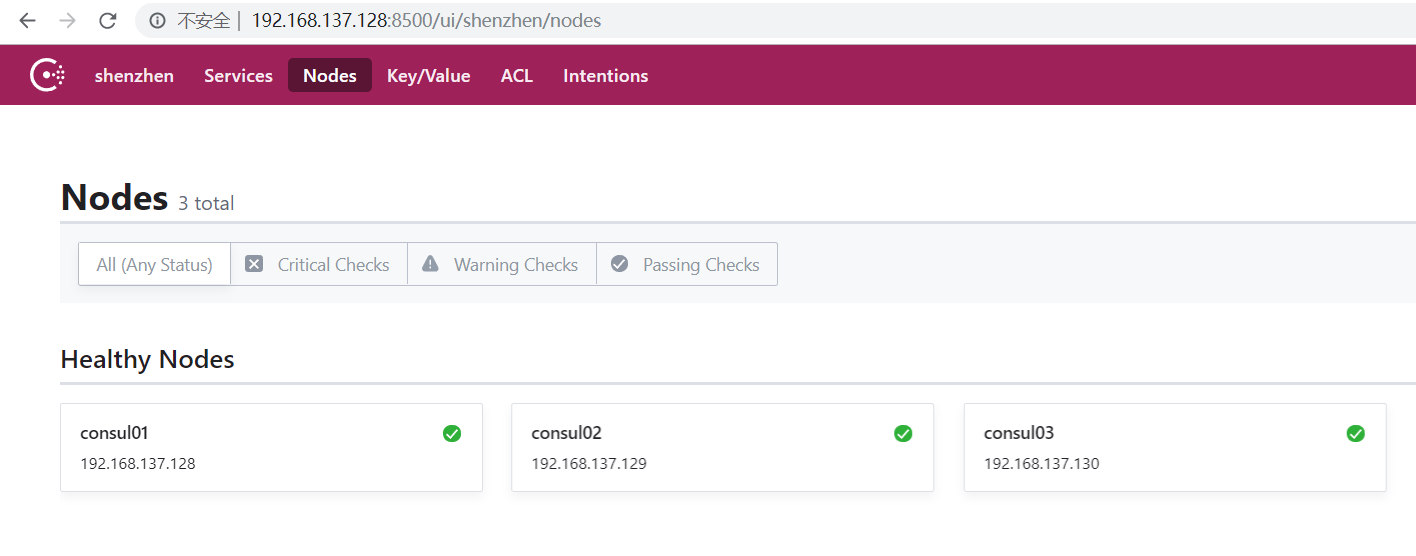 不安全 | 192.168.137.128:8500/ui/shenzhen/nodes
shenzhen Services Nodes Key/Value ACL Intentions
Nodes 3 total
All (Any Status) Critical Checks Warning Checks Passing Checks
Healthy Nodes
consul01 consul02 consul03
192.168.137.128 192.168.137.129 192.168.137.130